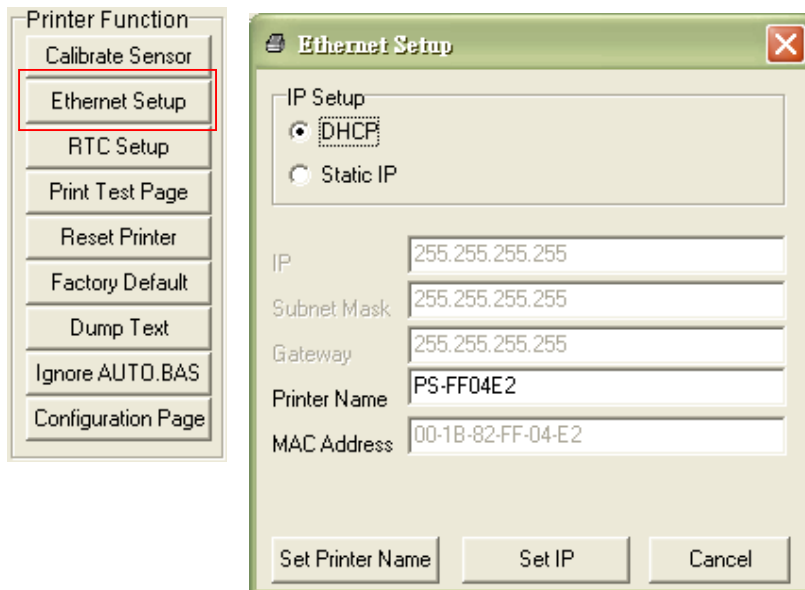 Printer Function
Calibrate Sensor
Ethernet Setup
RTC Setup
Print Test Page
Reset Printer
Factory Default
Dump Text
Ignore AUTO.BAS
Configuration Page
Ethernet Setup
IP Setup
DHCP
Static IP
IP 255.255.255.255
Subnet Mask 255.255.255.255
Gateway 255.255.255.255
Printer Name PS-FF04E2
MAC Address 00-1B-82-FF-04-E2
Set Printer Name Set IP Cancel